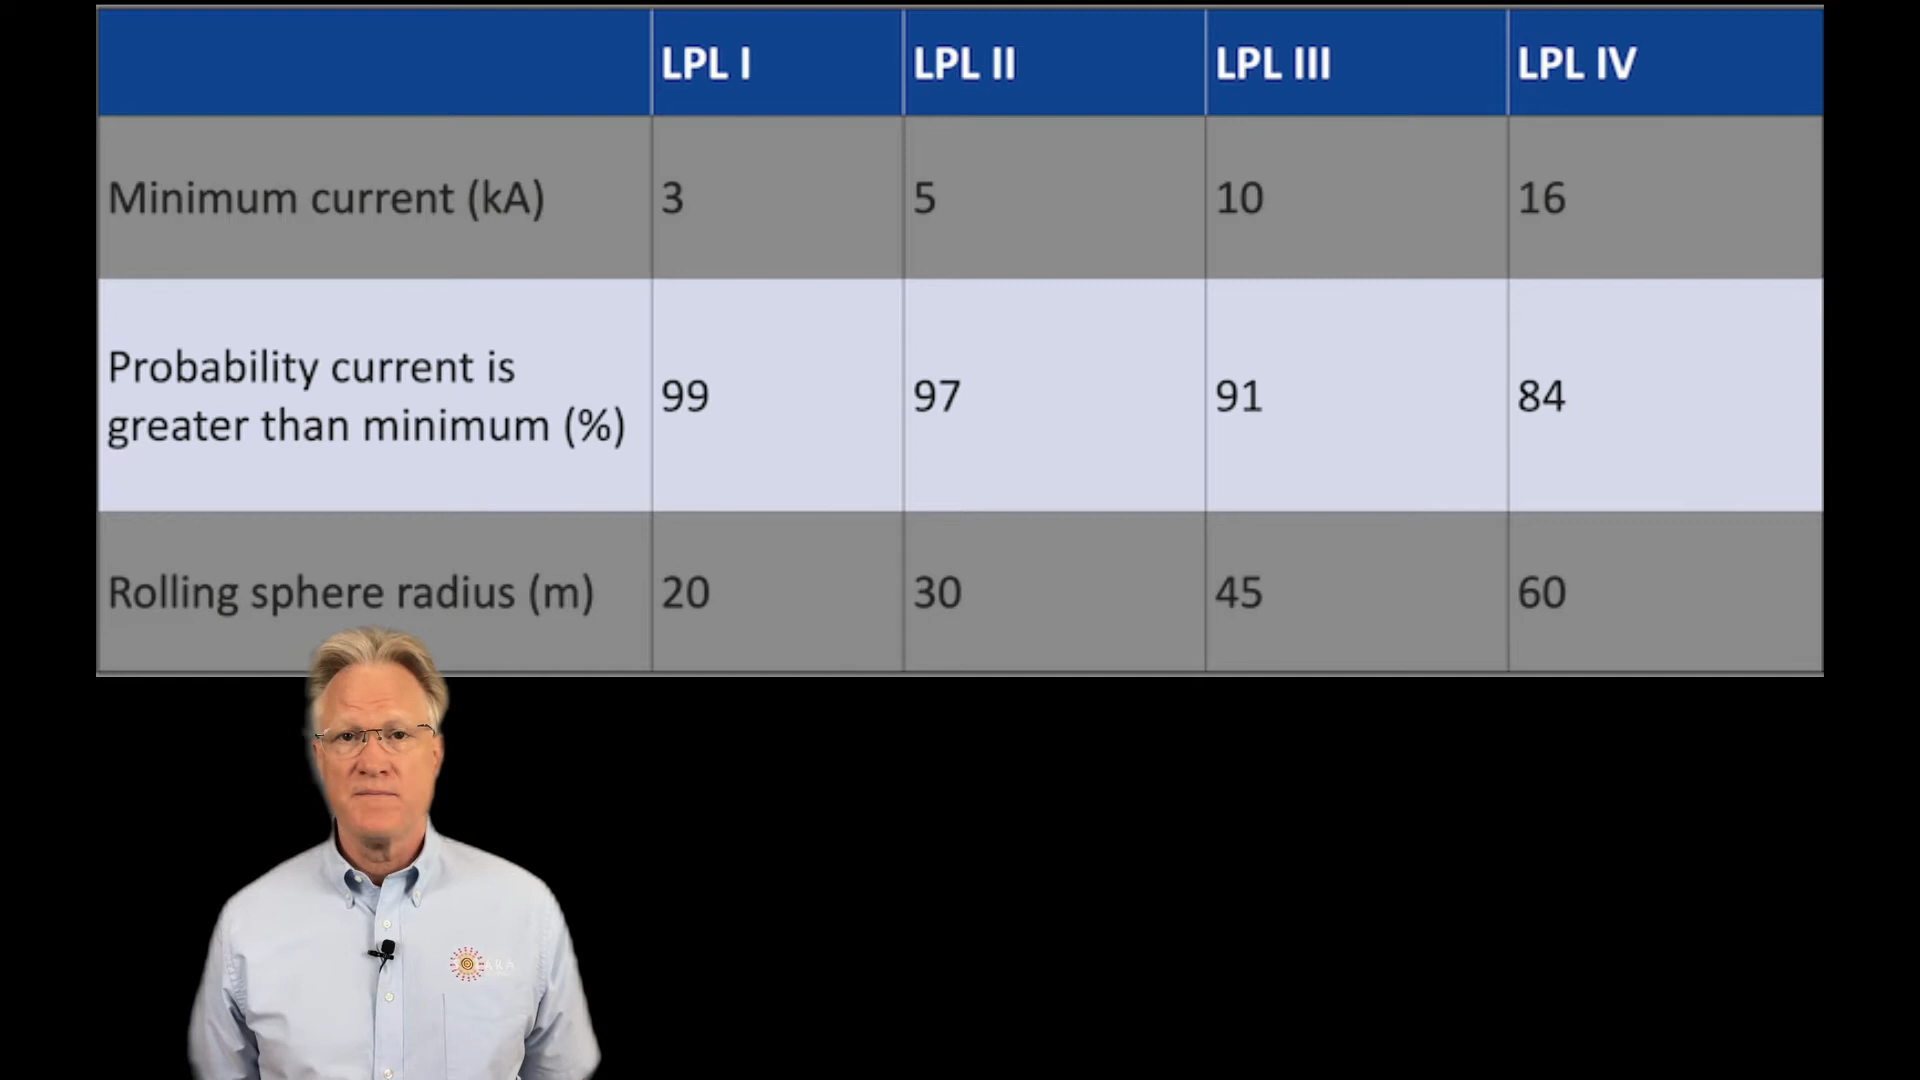 LPL I LPL II LPL III LPL IV
Minimum current (kA) 3 5 10 16
Probability current is
greater than minimum (%) 99 97 91 84
Rolling sphere radius (m) 20 30 45 60